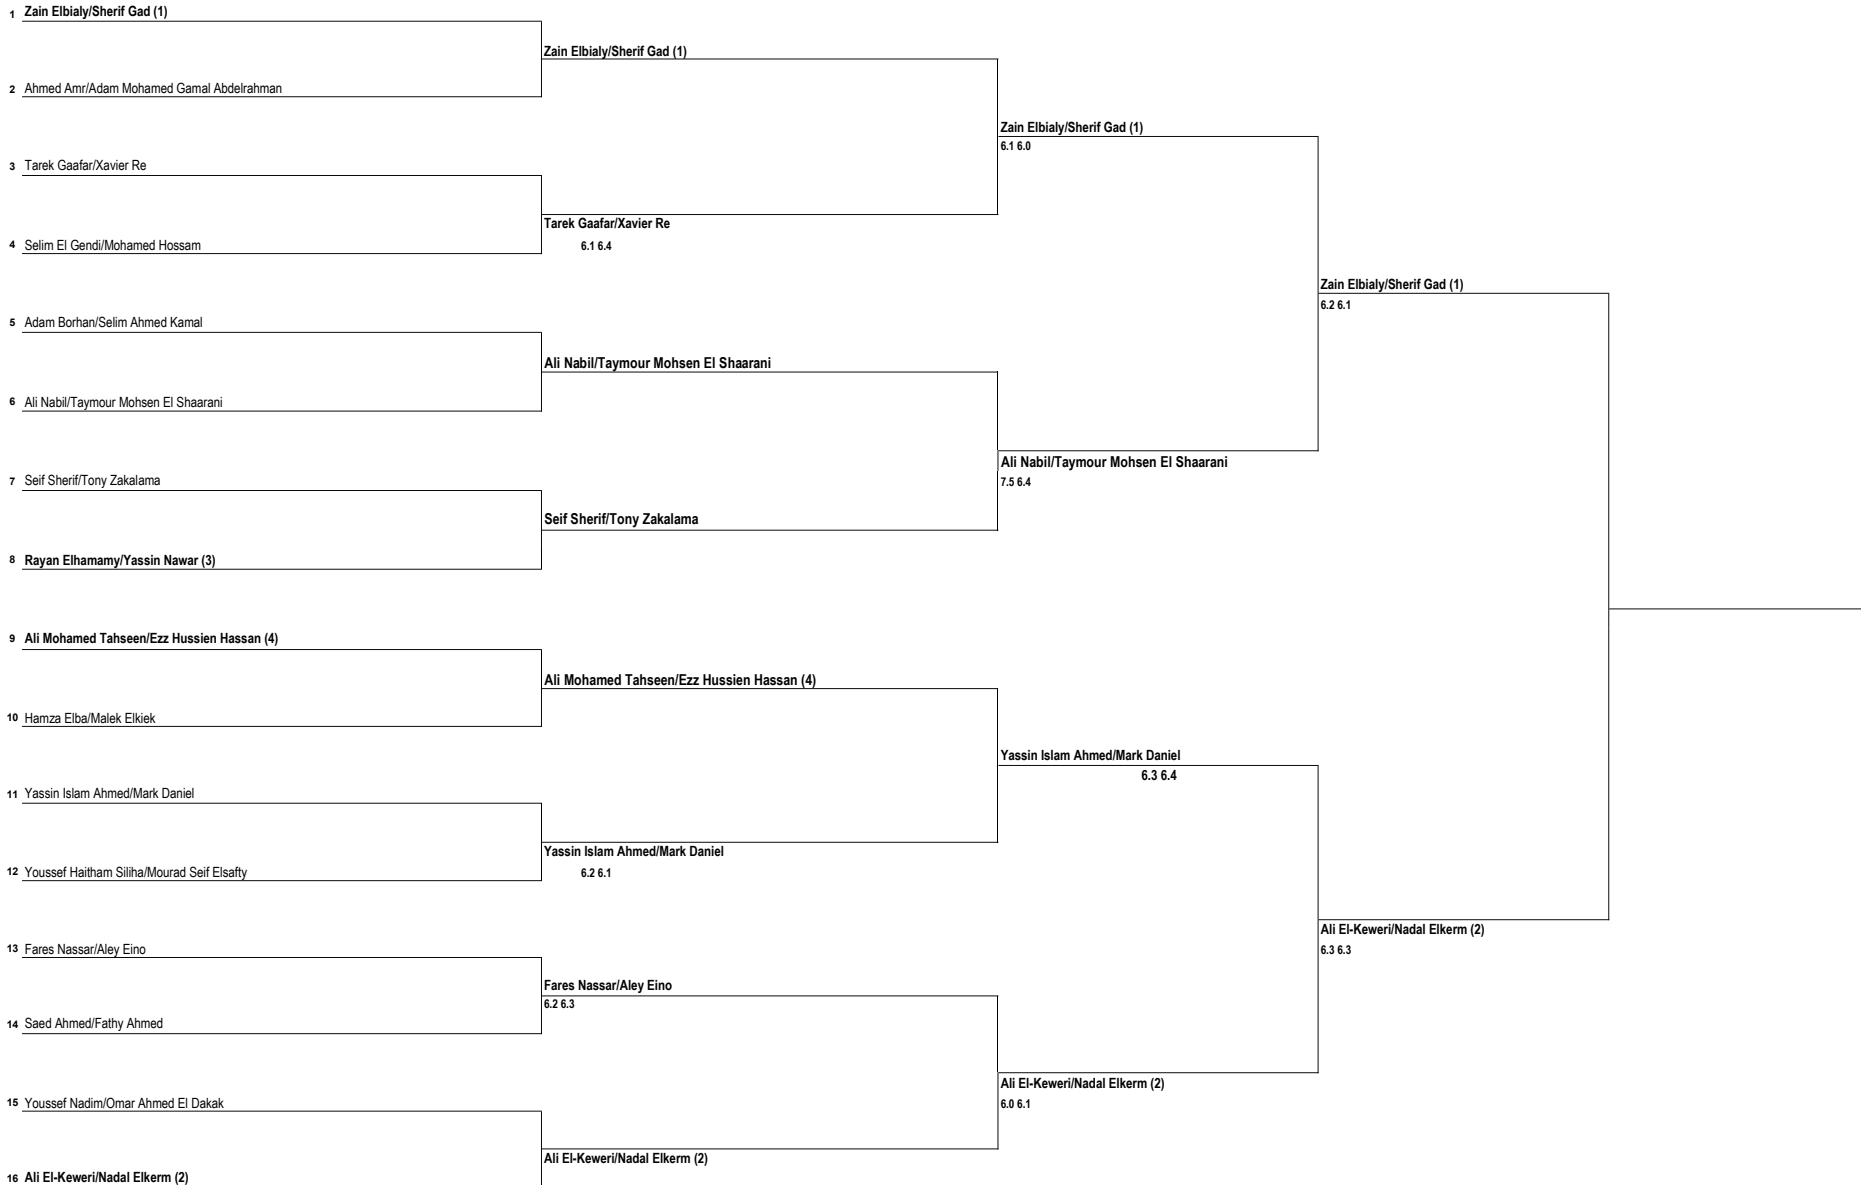 1 Zain Elbialy/Sherif Gad (1)
Zain Elbialy/Sherif Gad (1)
2 Ahmed Amr/Adam Mohamed Gamal Abdelrahman
Zain Elbialy/Sherif Gad (1)
6.1 6.0
3 Tarek Gaafar/Xavier Re
Tarek Gaafar/Xavier Re
4 Selim El Gendi/Mohamed Hossam
6.1 6.4
Zain Elbialy/Sherif Gad (1)
6.2 6.1
5 Adam Borhan/Selim Ahmed Kamal
Ali Nabil/Taymour Mohsen El Shaarani
6 Ali Nabil/Taymour Mohsen El Shaarani
Ali Nabil/Taymour Mohsen El Shaarani
7.5 6.4
7 Seif Sherif/Tony Zakalama
Seif Sherif/Tony Zakalama
8 Rayan Elhamamy/Yassin Nawar (3)
9 Ali Mohamed Tahseen/Ezz Hussien Hassan (4)
Ali Mohamed Tahseen/Ezz Hussien Hassan (4)
10 Hamza Elba/Malek Elkiek
Yassin Islam Ahmed/Mark Daniel
6.3 6.4
11 Yassin Islam Ahmed/Mark Daniel
Yassin Islam Ahmed/Mark Daniel
12 Youssef Haitham Siliha/Mourad Seif Elsafty
6.2 6.1
Ali El-Keweri/Nadal Elkerm (2)
6.3 6.3
13 Fares Nassar/Aley Eino
Fares Nassar/Aley Eino
6.2 6.3
14 Saed Ahmed/Fathy Ahmed
Ali El-Keweri/Nadal Elkerm (2)
6.0 6.1
15 Youssef Nadim/Omar Ahmed El Dakak
Ali El-Keweri/Nadal Elkerm (2)
16 Ali El-Keweri/Nadal Elkerm (2)